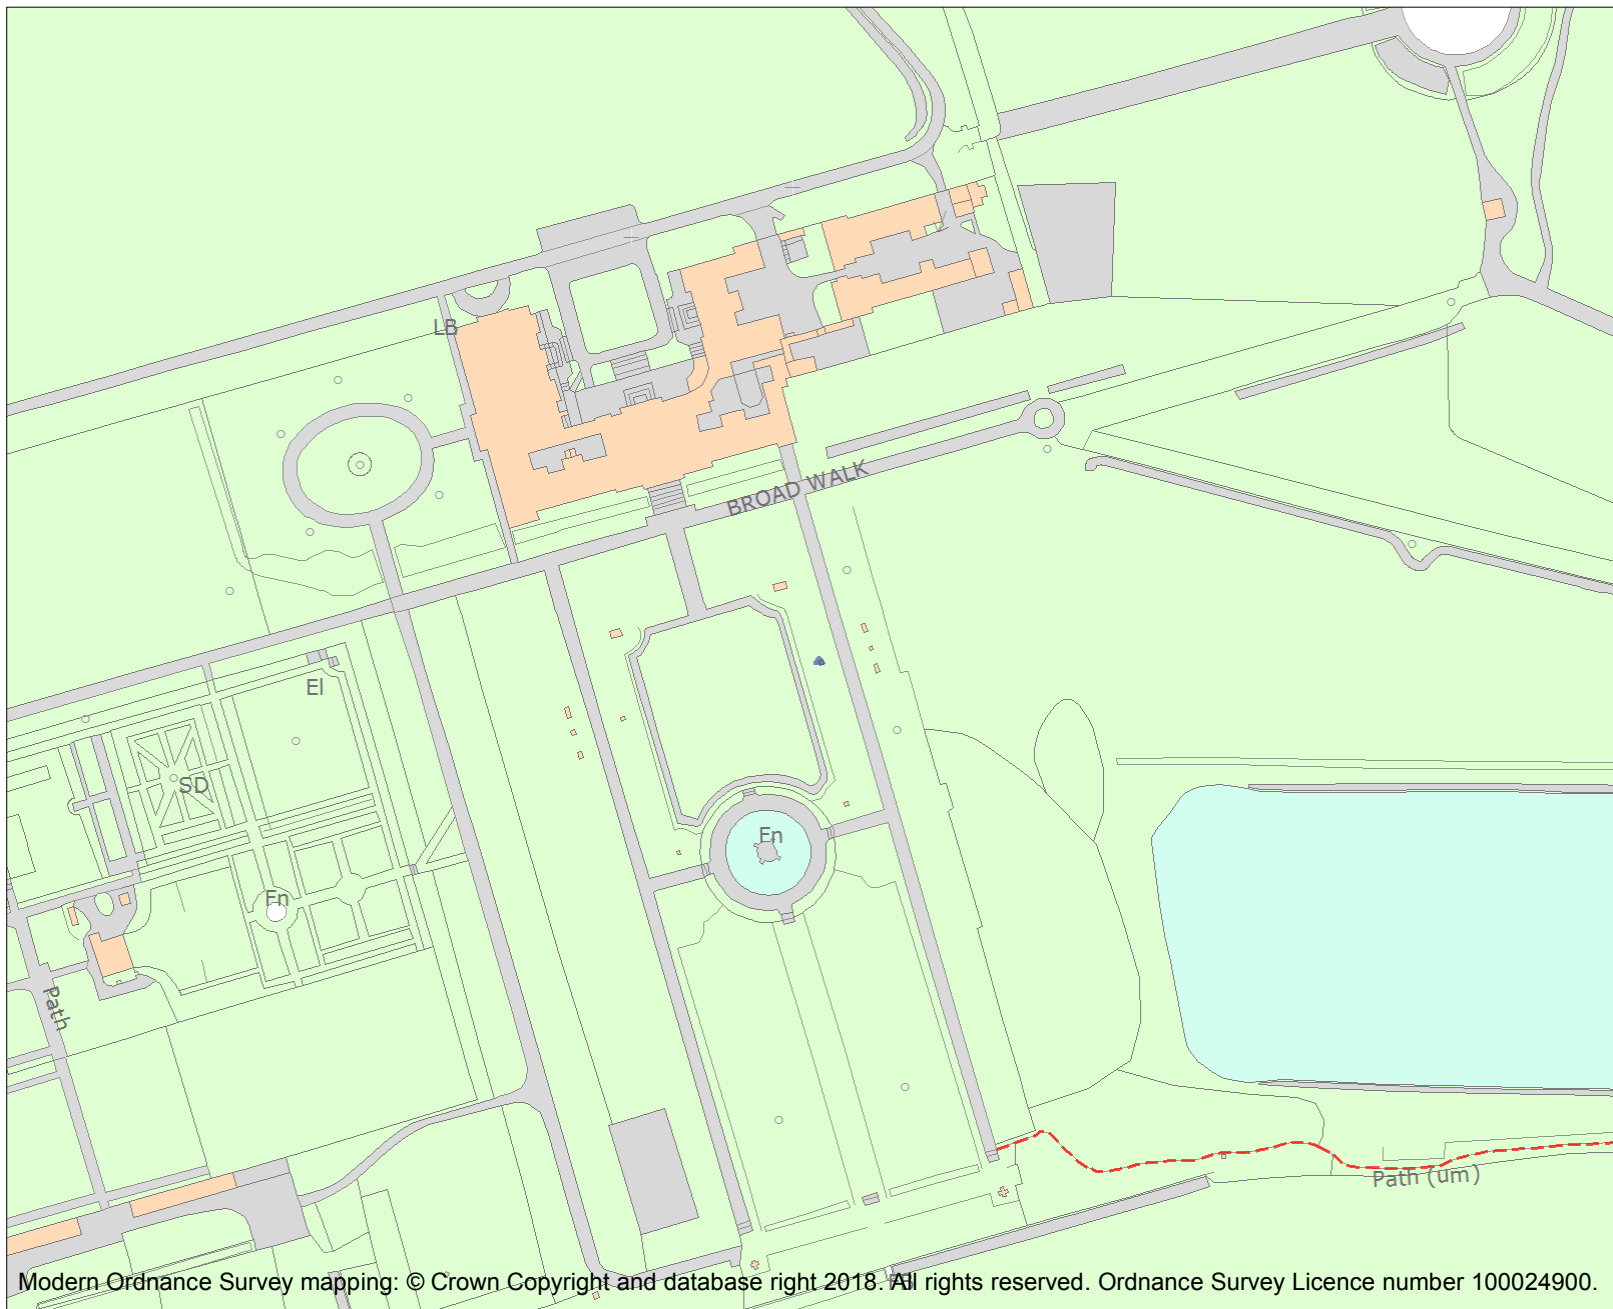 LB
BROAD WALK
El
SD
Fn
Fn
Path
Path (um)
Modern Ordnance Survey mapping: © Crown Copyright and database right 2018. All rights reserved. Ordnance Survey Licence number 100024900.